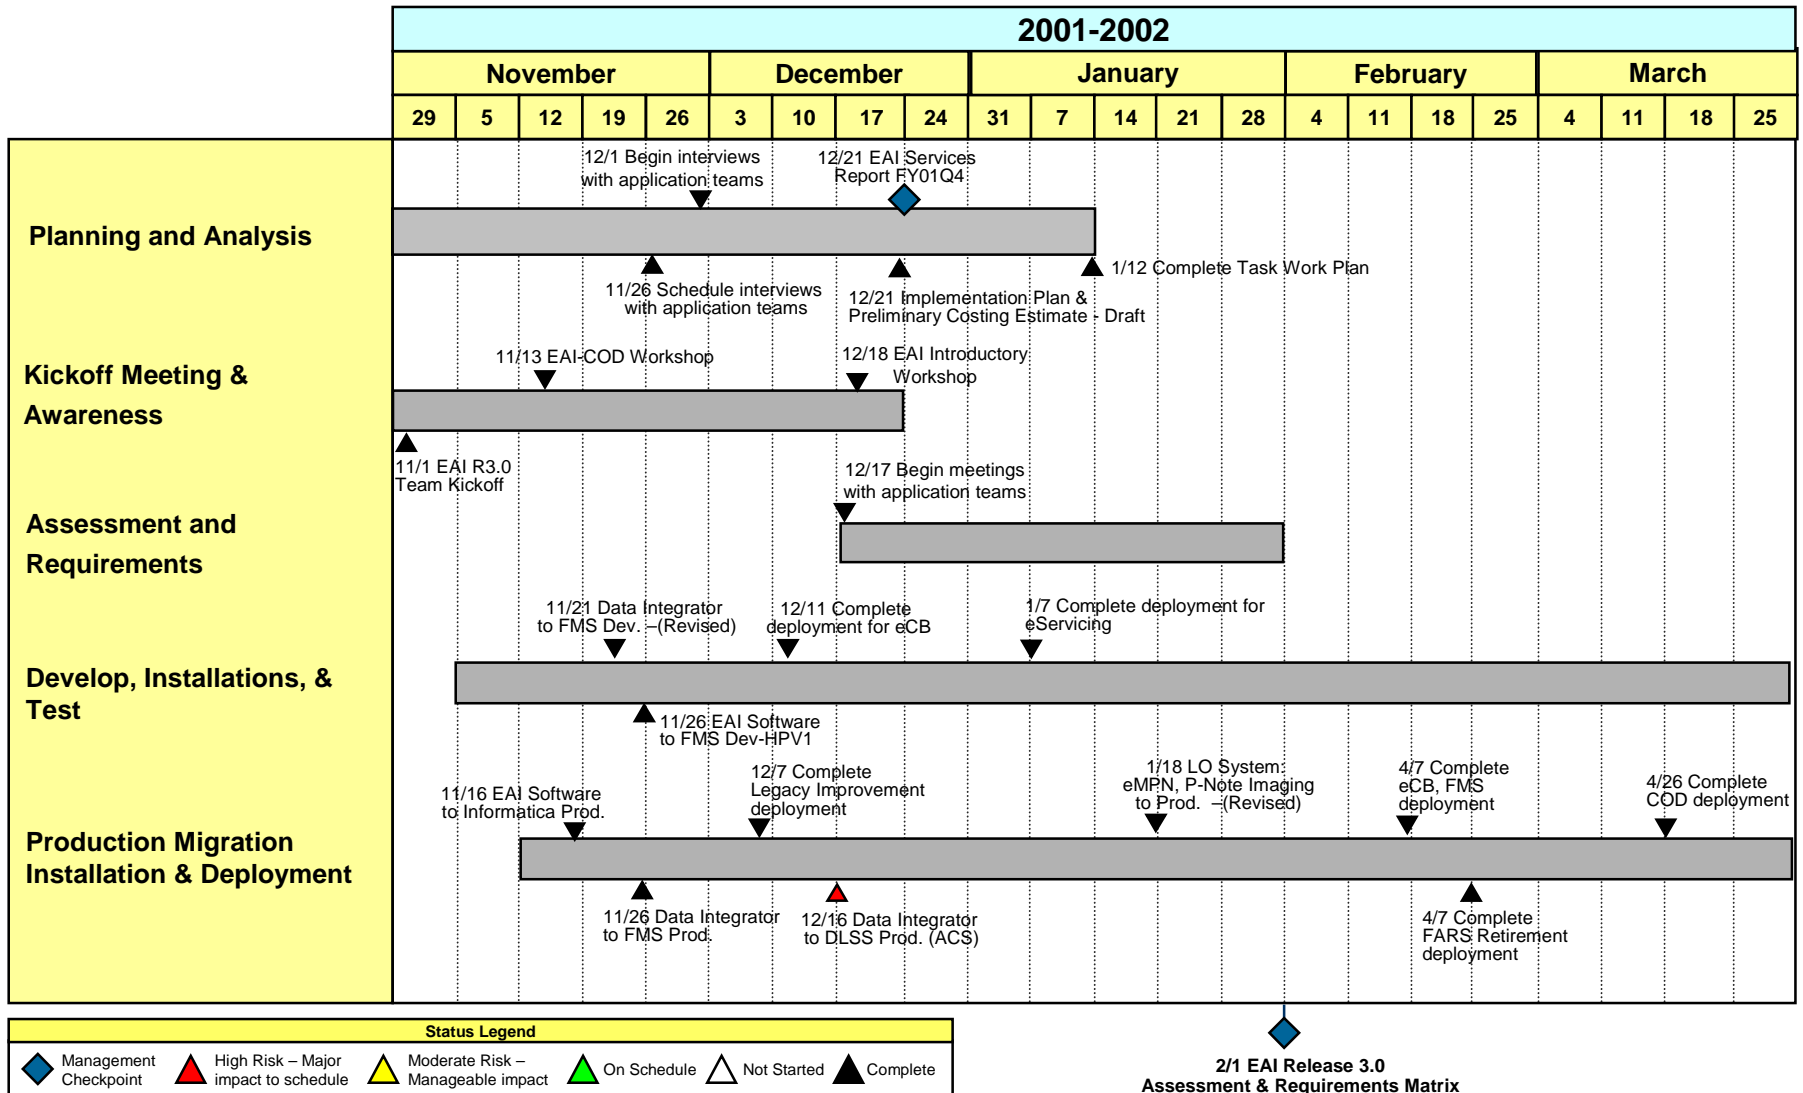 2001-2002
November December January February March
29 5 12 19 26 3 10 17 24 31 7 14 21 28 4 11 18 25 4 11 18 25
Planning and Analysis
12/1 Begin interviews
with application teams
12/21 EAI Services
Report FY01Q4
11/26 Schedule interviews
with application teams
12/21 Implementation Plan &
Preliminary Costing Estimate - Draft
1/12 Complete Task Work Plan
Kickoff Meeting &
Awareness
11/13 EAI-COD Workshop
12/18 EAI Introductory
Workshop
11/1 EAI R3.0
Team Kickoff
Assessment and
Requirements
12/17 Begin meetings
with application teams
Develop, Installations, &
Test
11/21 Data Integrator
to FMS Dev. –(Revised)
12/11 Complete
deployment for eCB
1/7 Complete deployment for
eServicing
11/26 EAI Software
to FMS Dev-HPV1
Production Migration
Installation & Deployment
11/16 EAI Software
to Informatica Prod.
12/7 Complete
Legacy Improvement
deployment
1/18 LO System:
eMPN, P-Note Imaging
to Prod. –(Revised)
4/7 Complete
eCB, FMS
deployment
4/26 Complete
COD deployment
11/26 Data Integrator
to FMS Prod.
12/16 Data Integrator
to DLSS Prod. (ACS)
4/7 Complete
FARS Retirement
deployment
Status Legend
Management
Checkpoint
High Risk – Major
impact to schedule
Moderate Risk –
Manageable impact
On Schedule
Not Started
Complete
2/1 EAI Release 3.0
Assessment & Requirements Matrix